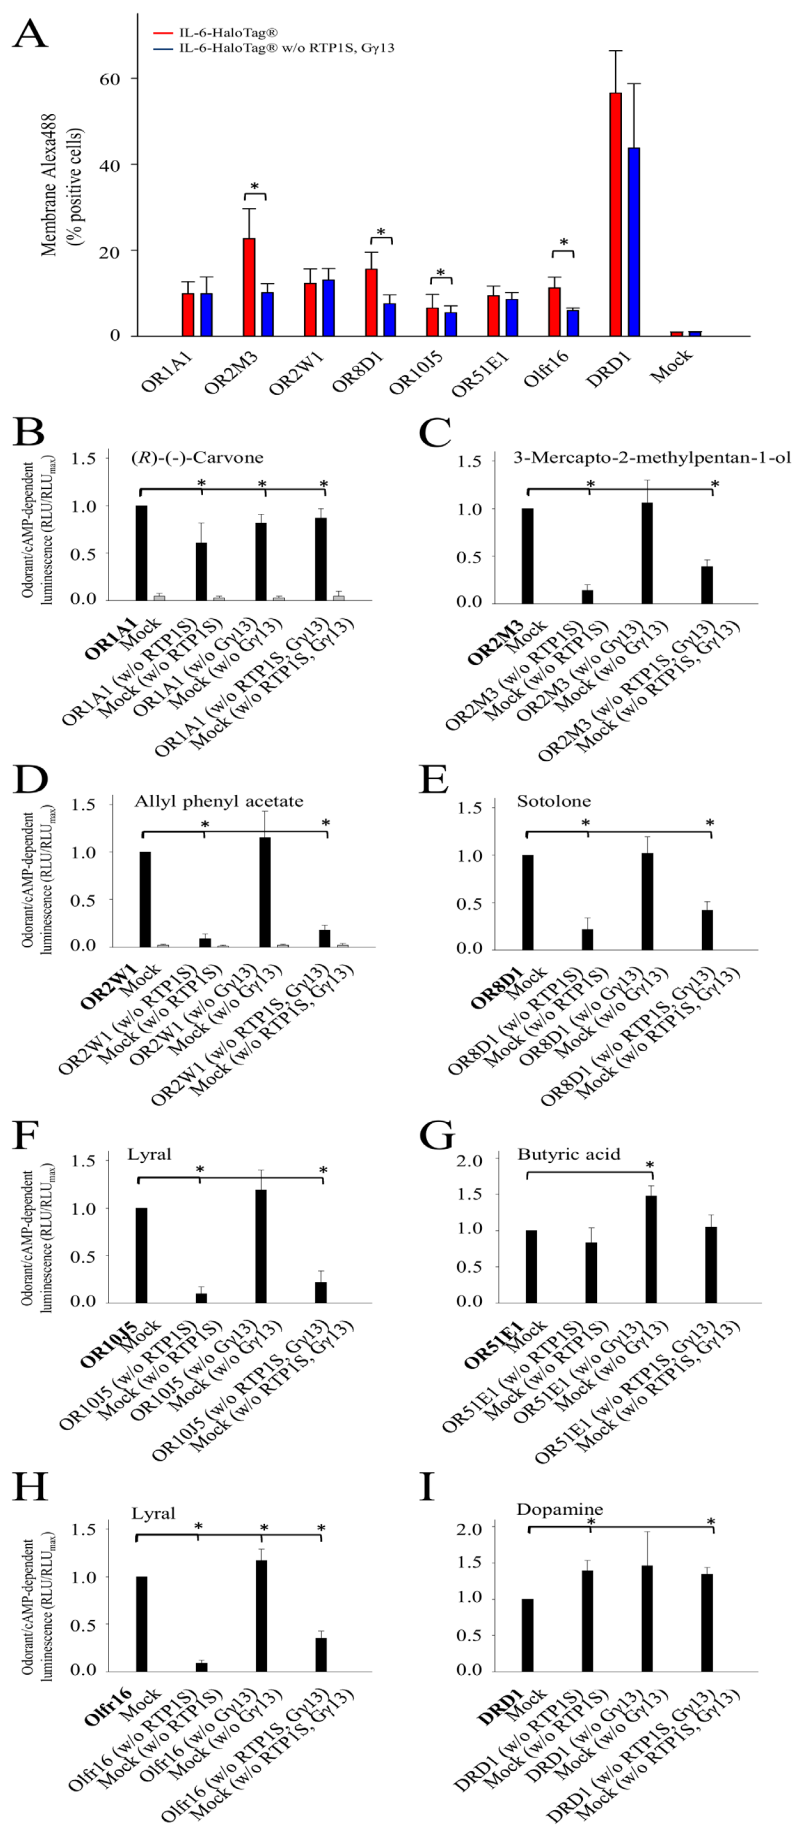 A
IL-6-HaloTag®
IL-6-HaloTag® w/o RTP1S, Gγ13
Membrane Alexa488
(% positive cells)
60
40
20
0
*
*
*
*
OR1A1
OR2M3
OR2W1
OR8D1
OR10J5
OR51E1
Olfr16
DRD1
Mock
B
(R)-(-)-Carvone
Odorant/cAMP-dependent
luminescence (RLU/RLUmax)
1.5
1.0
0.5
0.0
*
*
*
OR1A1
Mock
OR1A1 (w/o RTP1S)
Mock (w/o RTP1S)
OR1A1 (w/o Gγ13)
Mock (w/o Gγ13)
OR1A1 (w/o RTP1S, Gγ13)
Mock (w/o RTP1S, Gγ13)
C
3-Mercapto-2-methylpentan-1-ol
1.5
1.0
0.5
0.0
*
*
OR2M3
Mock
OR2M3 (w/o RTP1S)
Mock (w/o RTP1S)
OR2M3 (w/o Gγ13)
Mock (w/o Gγ13)
OR2M3 (w/o RTP1S, Gγ13)
Mock (w/o RTP1S, Gγ13)
D
Allyl phenyl acetate
Odorant/cAMP-dependent
luminescence (RLU/RLUmax)
1.5
1.0
0.5
0.0
*
*
OR2W1
Mock
OR2W1 (w/o RTP1S)
Mock (w/o RTP1S)
OR2W1 (w/o Gγ13)
Mock (w/o Gγ13)
OR2W1 (w/o RTP1S, Gγ13)
Mock (w/o RTP1S, Gγ13)
E
Sotolone
1.5
1.0
0.5
0.0
*
*
OR8D1
Mock
OR8D1 (w/o RTP1S)
Mock (w/o RTP1S)
OR8D1 (w/o Gγ13)
Mock (w/o Gγ13)
OR8D1 (w/o RTP1S, Gγ13)
Mock (w/o RTP1S, Gγ13)
F
Lyral
Odorant/cAMP-dependent
luminescence (RLU/RLUmax)
1.5
1.0
0.5
0.0
*
*
OR10J5
Mock
OR10J5 (w/o RTP1S)
Mock (w/o RTP1S)
OR10J5 (w/o Gγ13)
Mock (w/o Gγ13)
OR10J5 (w/o RTP1S, Gγ13)
Mock (w/o RTP1S, Gγ13)
G
Butyric acid
2.0
1.5
1.0
0.5
0.0
*
OR51E1
Mock
OR51E1 (w/o RTP1S)
Mock (w/o RTP1S)
OR51E1 (w/o Gγ13)
Mock (w/o Gγ13)
OR51E1 (w/o RTP1S, Gγ13)
Mock (w/o RTP1S, Gγ13)
H
Lyral
Odorant/cAMP-dependent
luminescence (RLU/RLUmax)
1.5
1.0
0.5
0.0
*
*
*
Olfr16
Mock
Olfr16 (w/o RTP1S)
Mock (w/o RTP1S)
Olfr16 (w/o Gγ13)
Mock (w/o Gγ13)
Olfr16 (w/o RTP1S, Gγ13)
Mock (w/o RTP1S, Gγ13)
I
Dopamine
2.0
1.5
1.0
0.5
0.0
*
*
DRD1
Mock
DRD1 (w/o RTP1S)
Mock (w/o RTP1S)
DRD1 (w/o Gγ13)
Mock (w/o Gγ13)
DRD1 (w/o RTP1S, Gγ13)
Mock (w/o RTP1S, Gγ13)